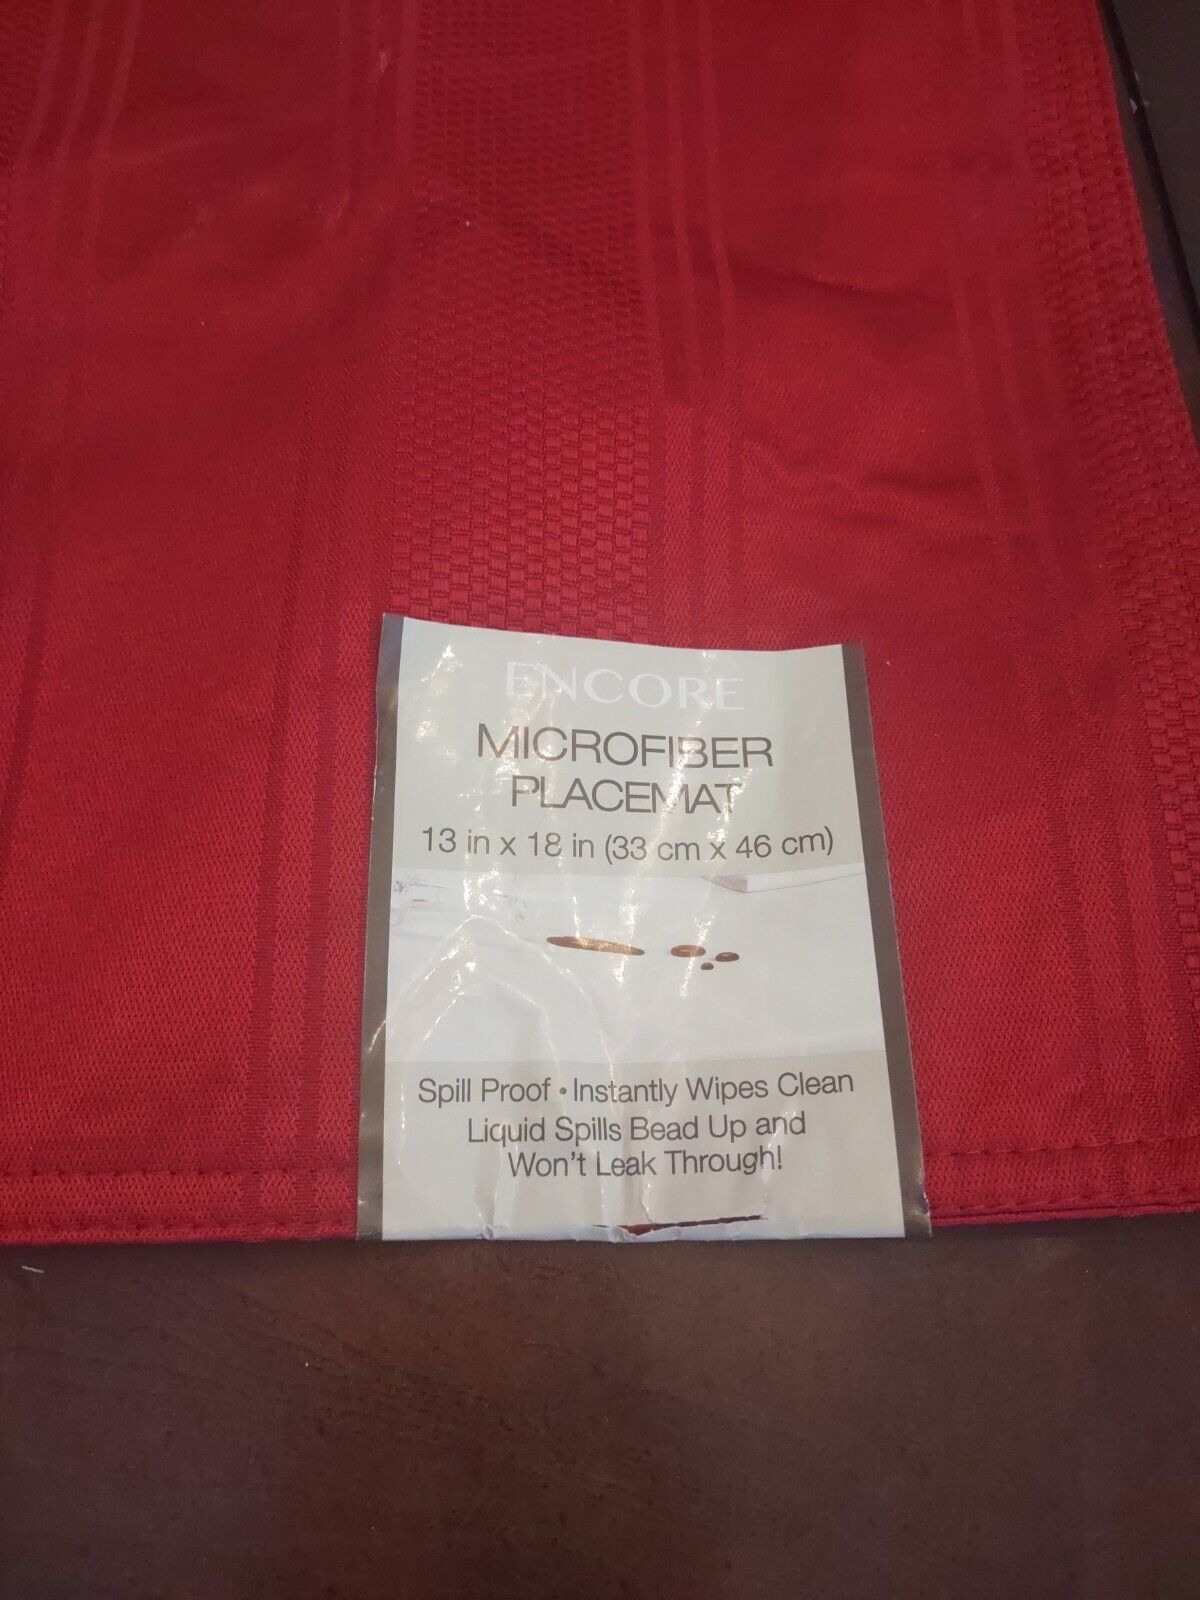 ENCORE
MICROFIBER
PLACEMAT
13 in x 18 in (33 cm x 46 cm)
Spill Proof • Instantly Wipes Clean
Liquid Spills Bead Up and
Won't Leak Through!